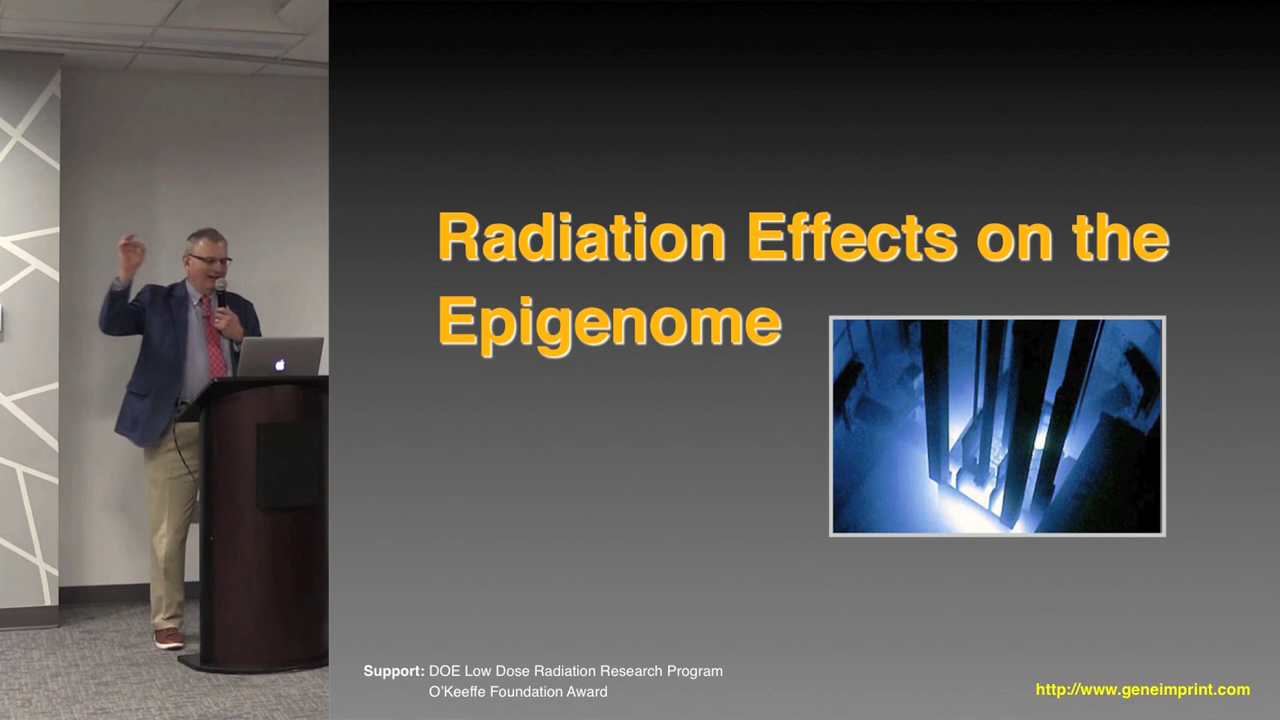 Radiation Effects on the
Epigenome
Support: DOE Low Dose Radiation Research Program
O'Keeffe Foundation Award
http://www.geneimprint.com